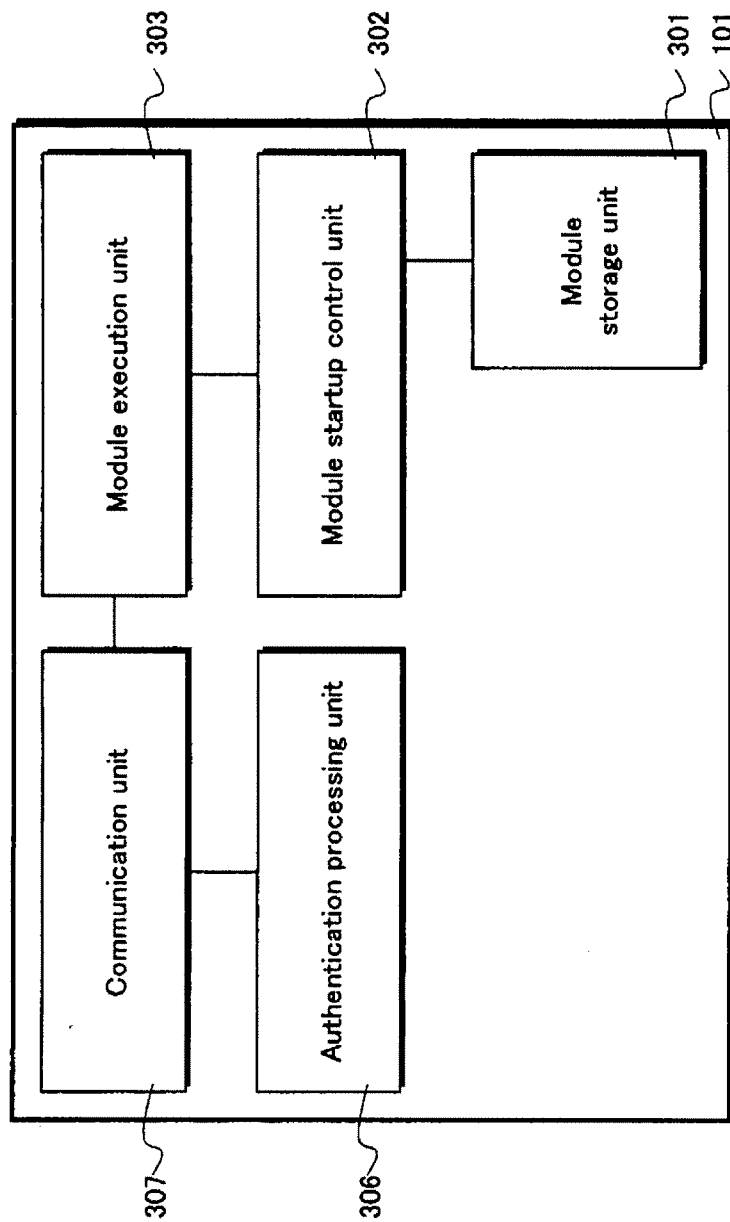 307
Communication unit
Module execution unit
303
306
Authentication processing unit
Module startup control unit
302
Module
storage unit
301
101